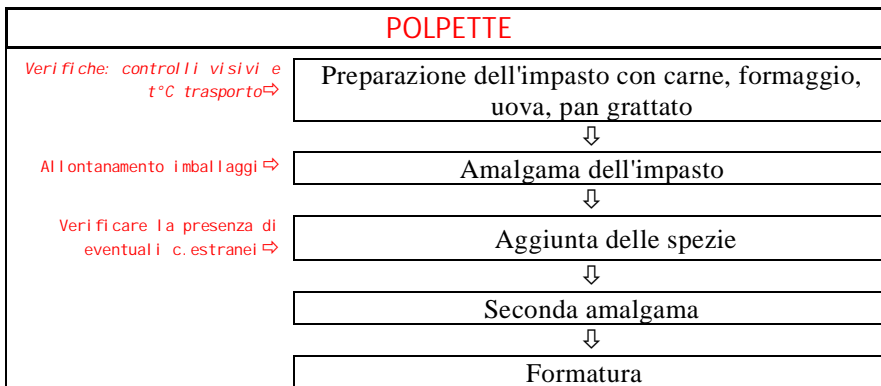 POLPETTE
Verifiche: controlli visivi e
t°C trasporto⇨
Preparazione dell'impasto con carne, formaggio,
uova, pan grattato
⇩
Allontanamento imballaggi⇨
Amalgama dell'impasto
⇩
Verificare la presenza di
eventuali c.estranei⇨
Aggiunta delle spezie
⇩
Seconda amalgama
⇩
Formatura